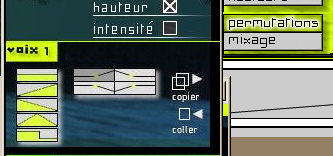 hauteur
intensité
permutations
mixage
voix 1
copier
coller